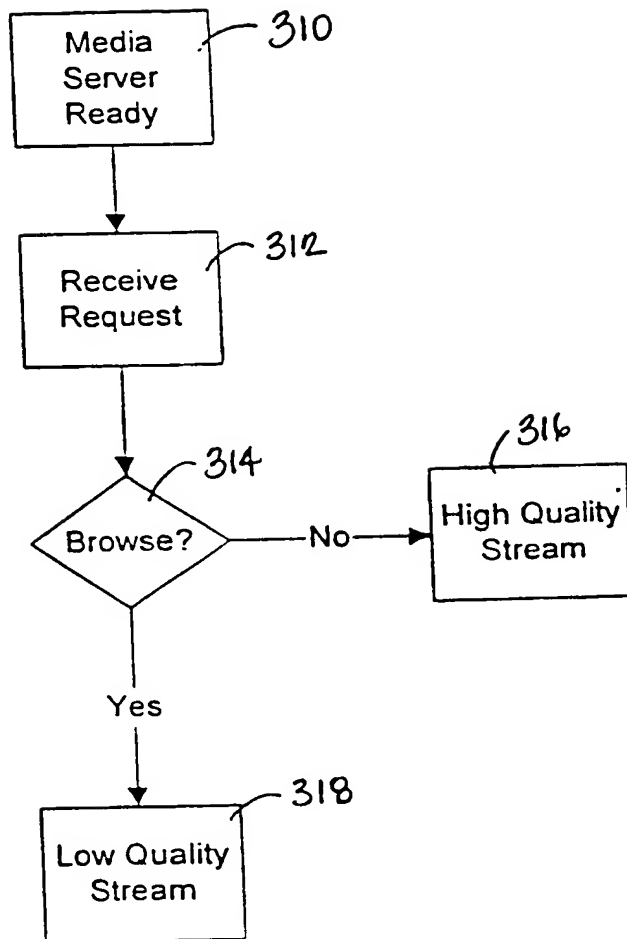 Media
Server
Ready
310
Receive
Request
312
Browse?
314
No
High Quality
Stream
316
Yes
Low Quality
Stream
318